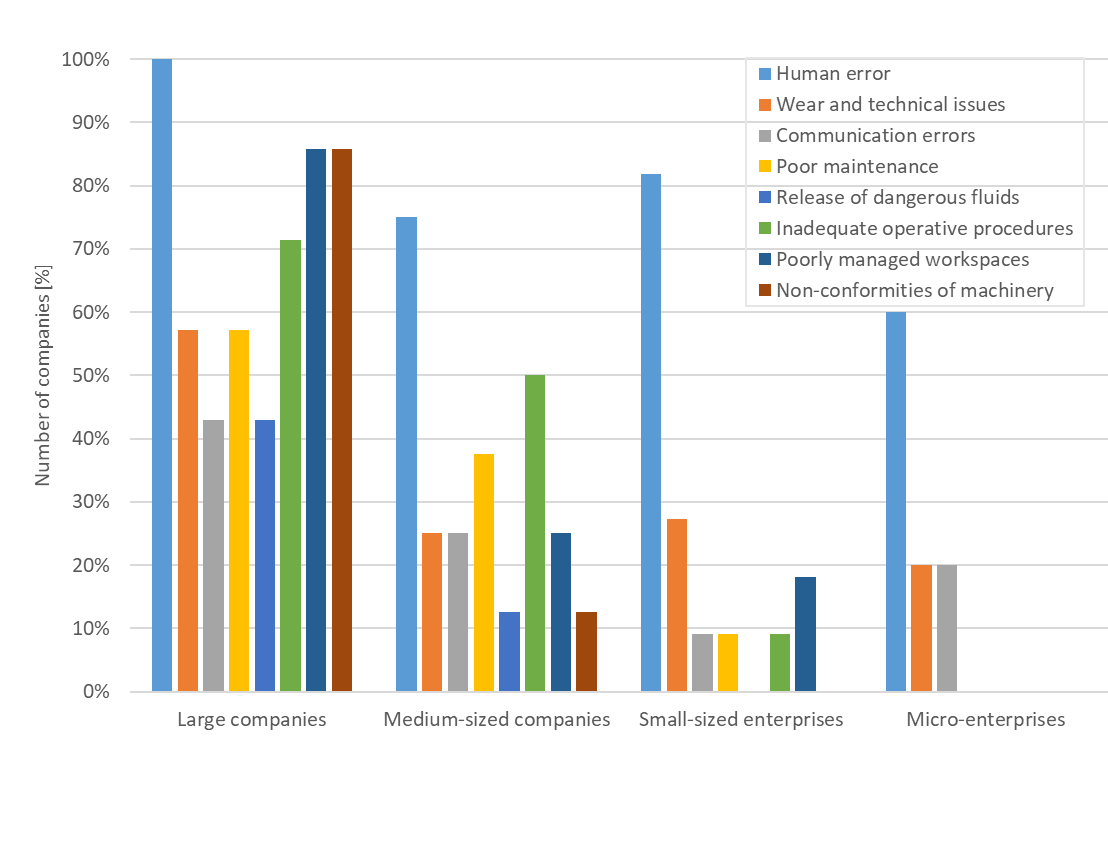 100%
90%
80%
70%
60%
50%
40%
30%
20%
10%
0%
Number of companies [%]
Human error
Wear and technical issues
Communication errors
Poor maintenance
Release of dangerous fluids
Inadequate operative procedures
Poorly managed workspaces
Non-conformities of machinery
Large companies
Medium-sized companies
Small-sized enterprises
Micro-enterprises